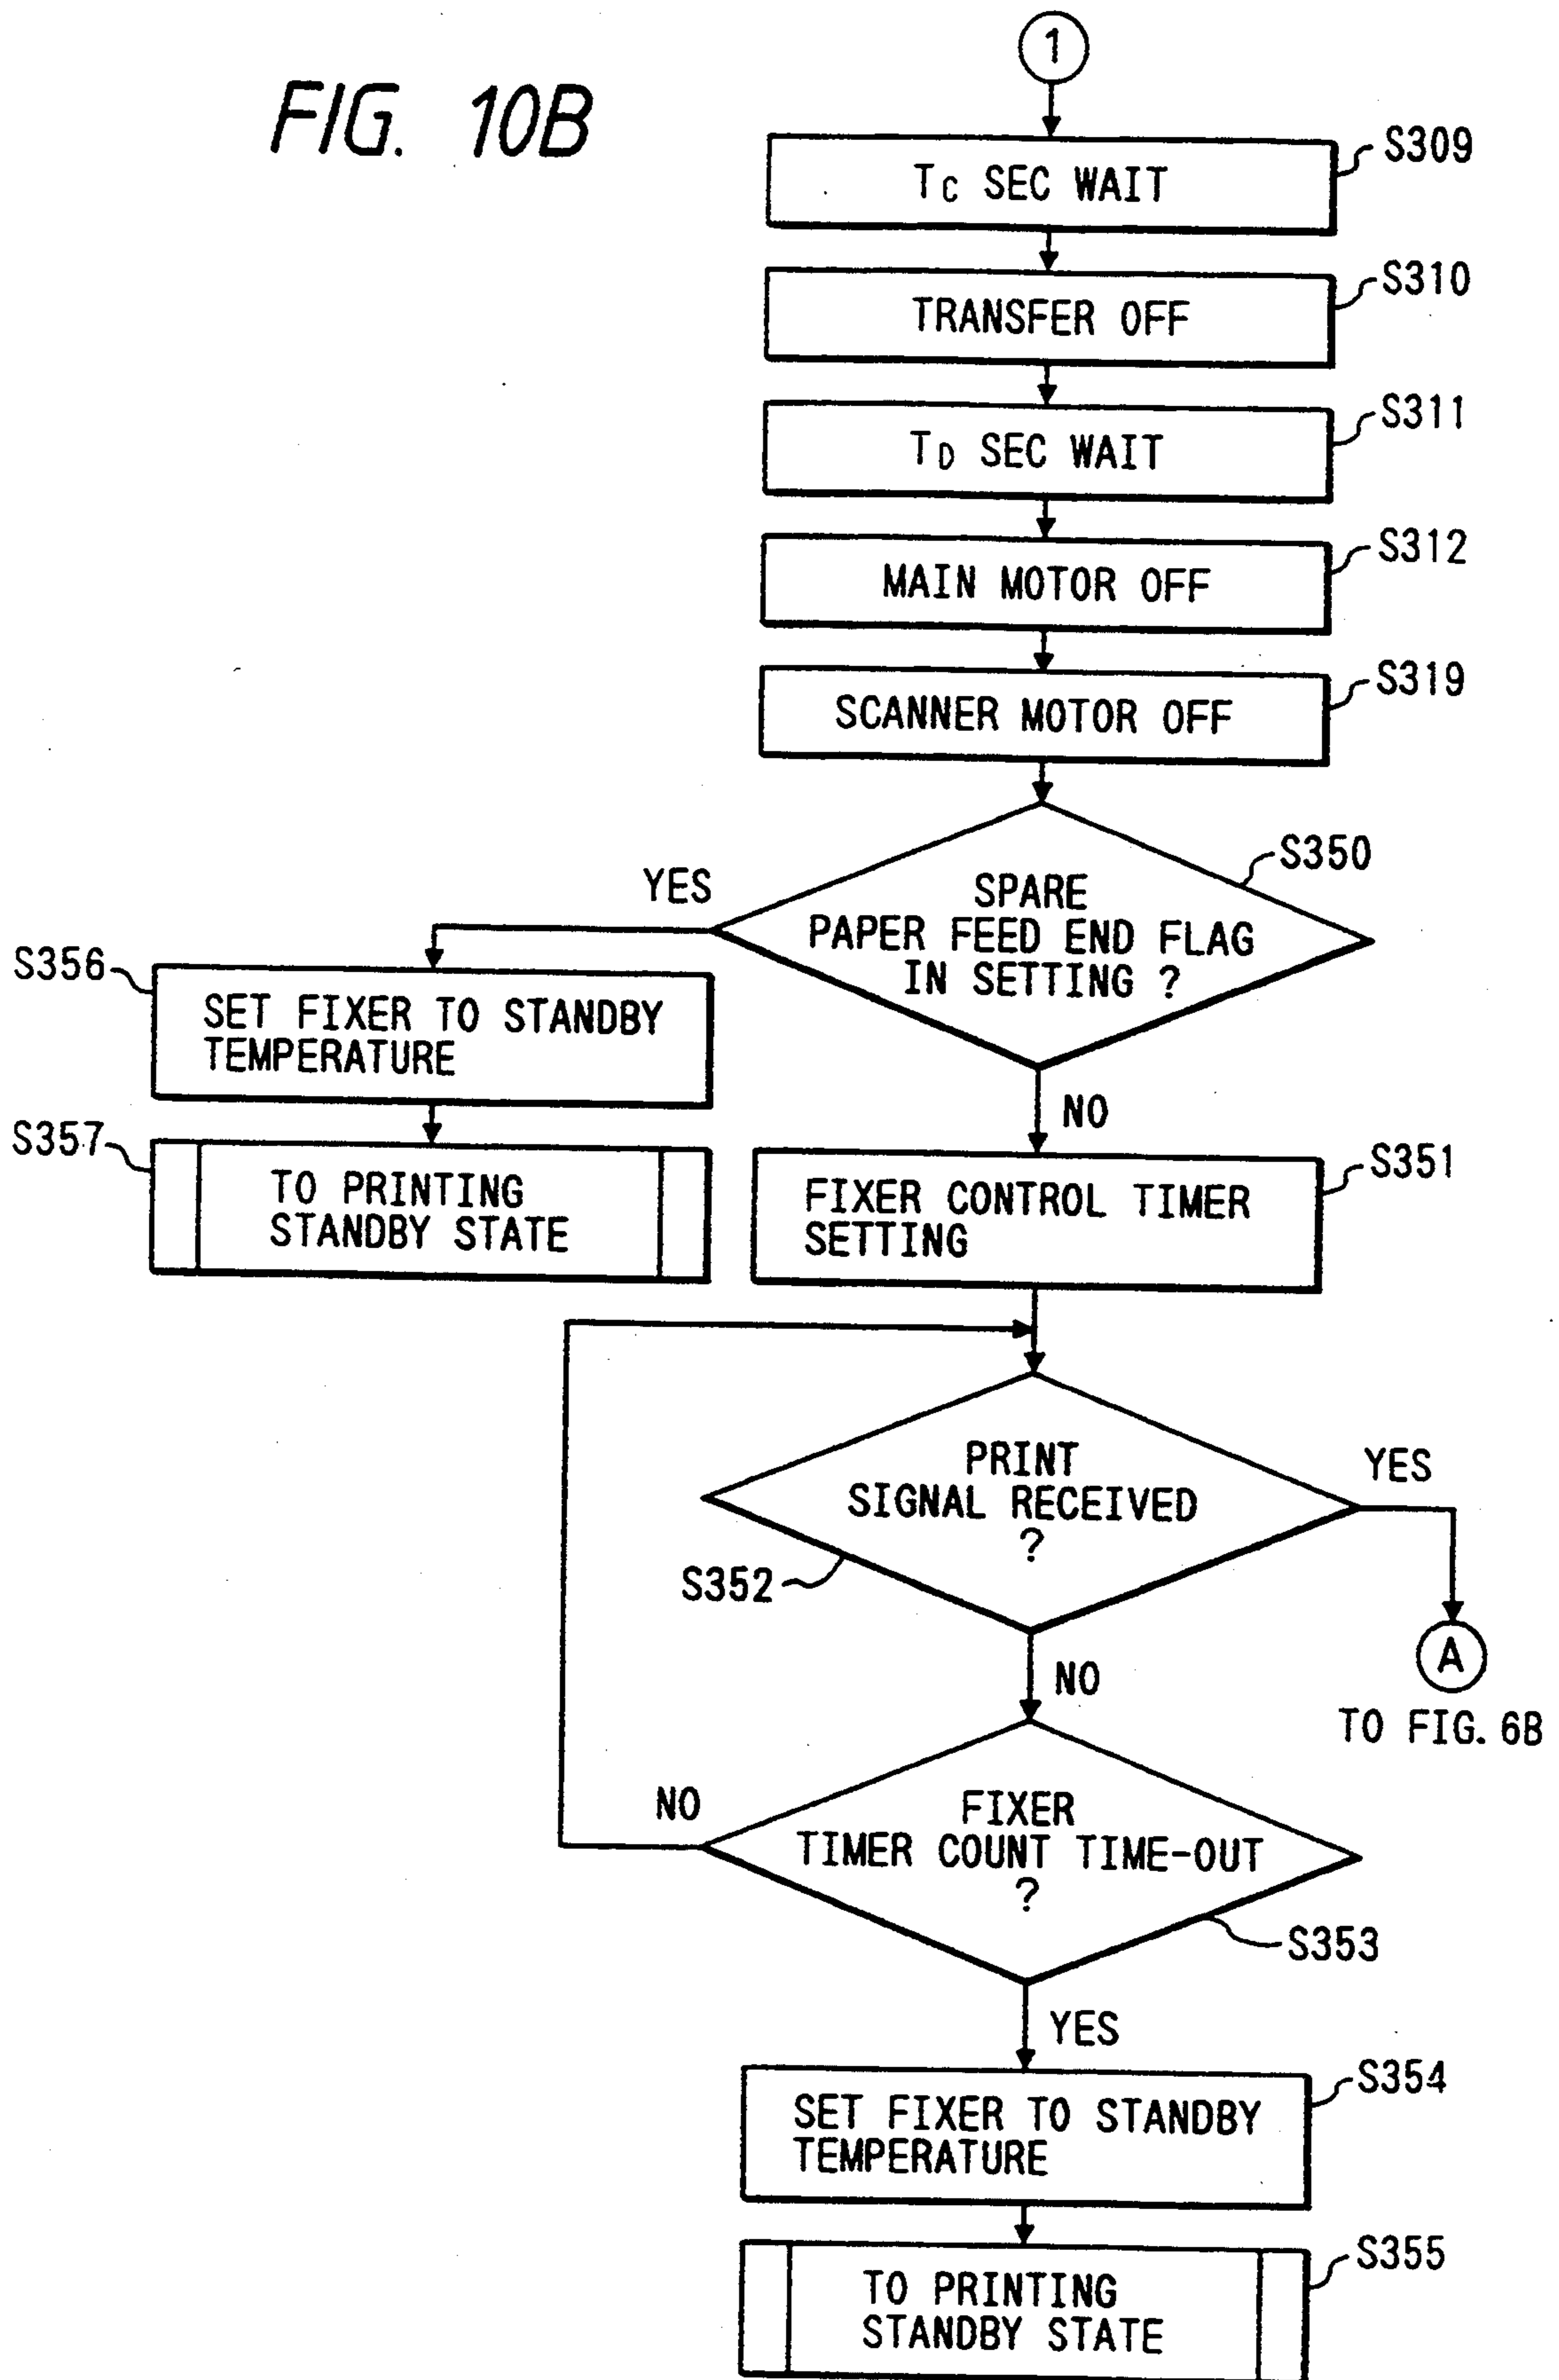 FIG. 10B
1
S309
TC SEC WAIT
S310
TRANSFER OFF
S311
TD SEC WAIT
S312
MAIN MOTOR OFF
S319
SCANNER MOTOR OFF
S350
YES
SPARE
PAPER FEED END FLAG
IN SETTING ?
S356
SET FIXER TO STANDBY
TEMPERATURE
NO
S357
TO PRINTING
STANDBY STATE
S351
FIXER CONTROL TIMER
SETTING
PRINT
SIGNAL RECEIVED
?
YES
S352
A
TO FIG. 6B
NO
NO
FIXER
TIMER COUNT TIME-OUT
?
S353
YES
S354
SET FIXER TO STANDBY
TEMPERATURE
S355
TO PRINTING
STANDBY STATE